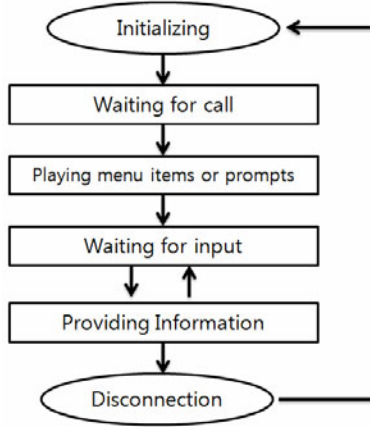 Initializing
Waiting for call
Playing menu items or prompts
Waiting for input
Providing Information
Disconnection